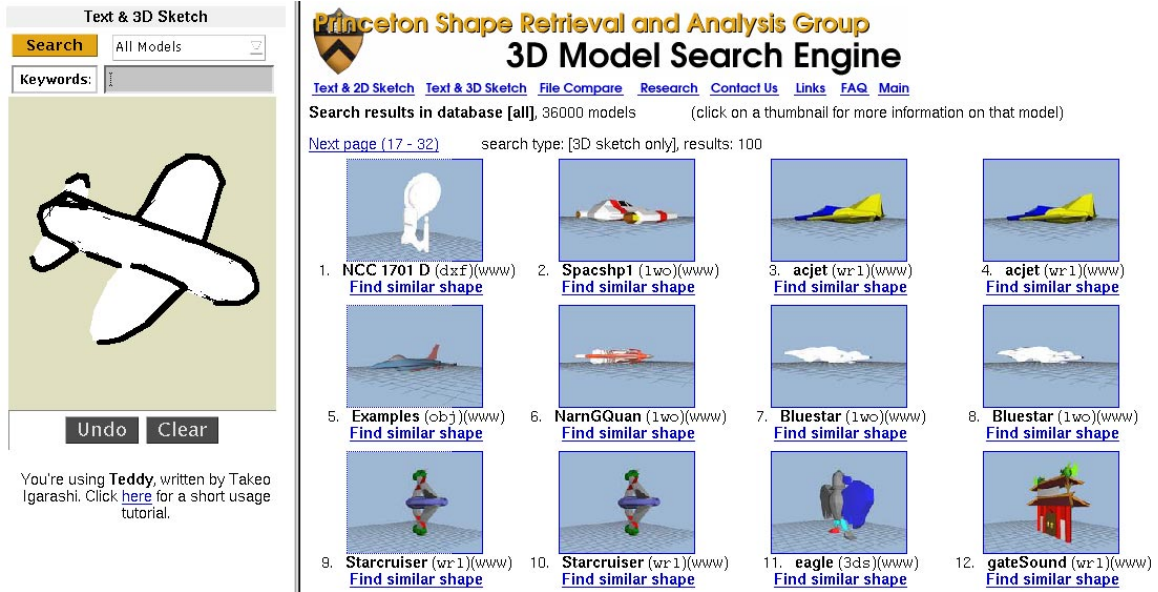 Text & 3D Sketch
Search
All Models
Keywords:
Undo Clear
You're using Teddy, written by Takeo
Igarashi. Click here for a short usage
tutorial.
Princeton Shape Retrieval and Analysis Group
3D Model Search Engine
Text & 2D Sketch Text & 3D Sketch File Compare Research Contact Us Links FAQ Main
Search results in database [all], 36000 models (click on a thumbnail for more information on that model)
Next page (17 - 32) search type: [3D sketch only], results: 100
1. NCC 1701 D (dxf)(www) 2. Spacshp1 (lwo)(www) 3. acjet (wrl)(www) 4. acjet (wrl)(www)
Find similar shape Find similar shape Find similar shape Find similar shape
5. Examples (obj)(www) 6. NarnGQuan (lwo)(www) 7. Bluestar (lwo)(www) 8. Bluestar (lwo)(www)
Find similar shape Find similar shape Find similar shape Find similar shape
9. Starcruiser (wrl)(www) 10. Starcruiser (wrl)(www) 11. eagle (3ds)(www) 12. gateSound (wrl)(www)
Find similar shape Find similar shape Find similar shape Find similar shape